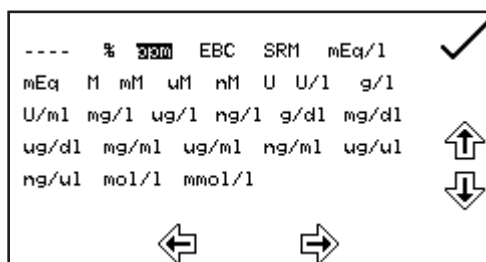 ---- % ppm EBC SRM mEq/l
mEq M mM uM nM U U/l g/l
U/ml mg/l ug/l ng/l g/dl mg/dl
ug/dl mg/ml ug/ml ng/ml ug/ul
ng/ul mol/l mmol/l